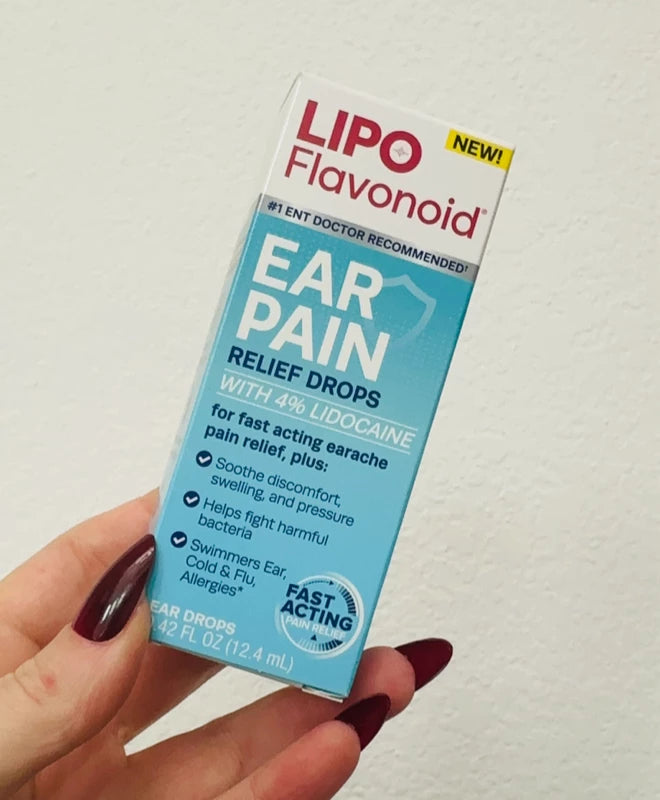 LIPO
NEW!
Flavonoid®
#1 ENT DOCTOR RECOMMENDED†
EAR
PAIN
RELIEF DROPS
WITH 4% LIDOCAINE
for fast acting earache
pain relief, plus:
Soothe discomfort,
swelling, and pressure
Helps fight harmful
bacteria
Swimmers Ear,
Cold & Flu,
Allergies*
FAST
ACTING
PAIN RELIEF
EAR DROPS
.42 FL OZ (12.4 mL)